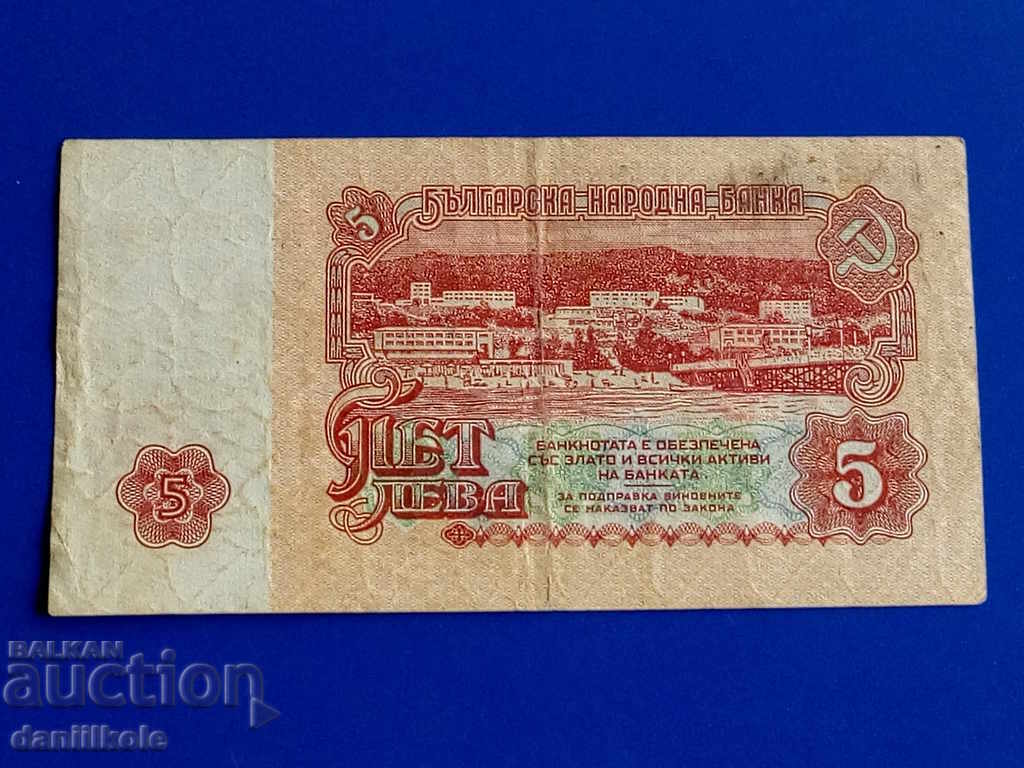 5
БЪЛГАРСКА НАРОДНА БАНКА
ПЕТ
ЛЕВА
БАНКНОТАТА Е ОБЕЗПЕЧЕНА
СЪС ЗЛАТО И ВСИЧКИ АКТИВИ
НА БАНКАТА
ЗА ПОДПРАВКА ВИНОВНИТЕ
СЕ НАКАЗВАТ ПО ЗАКОНА
5
5
BALKAN
auction
daniilkole